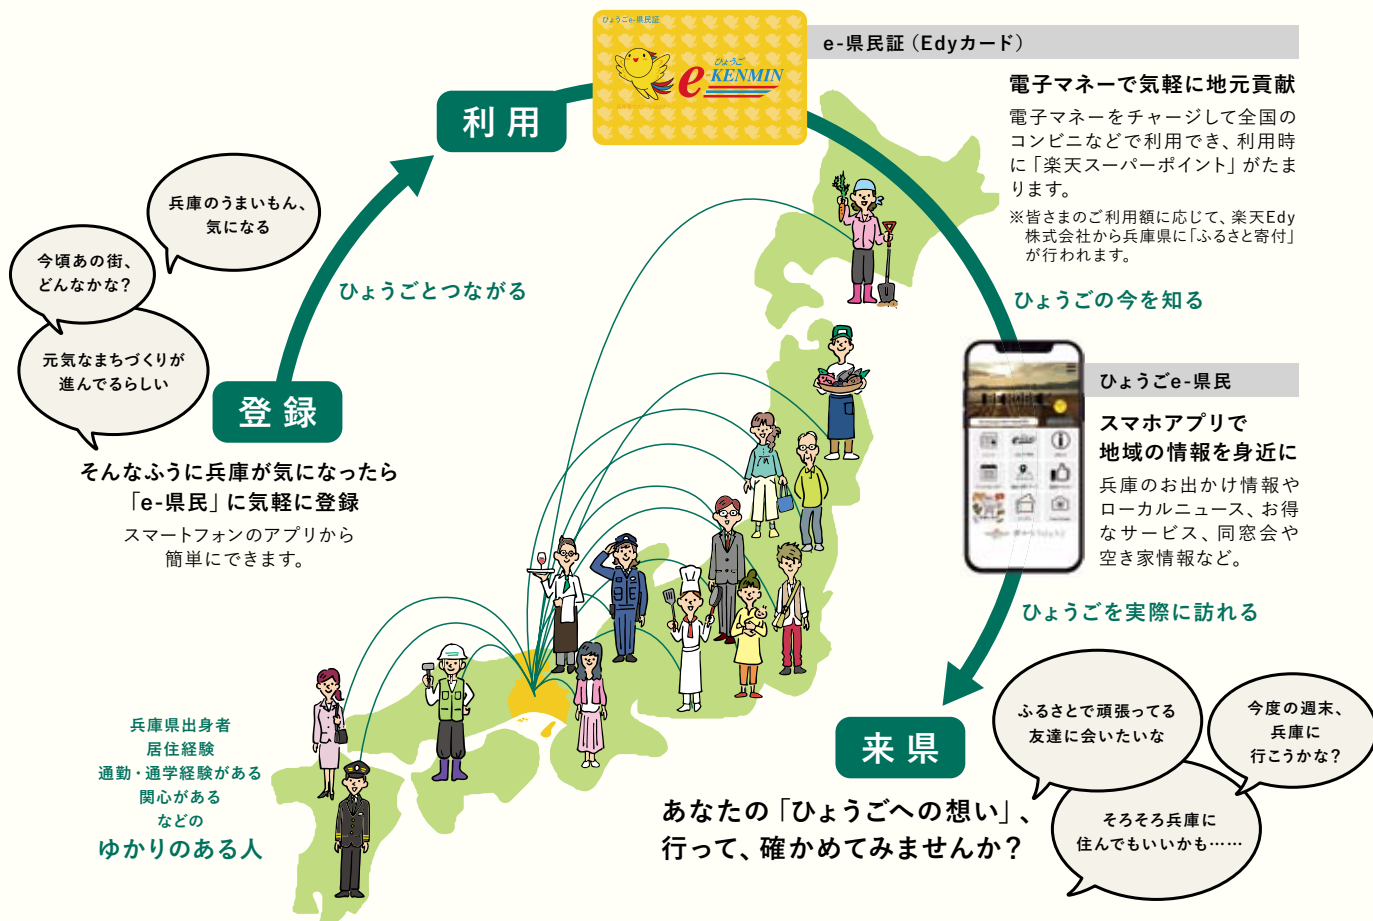 ひょうごe-県民証
ひょうご
e-KENMIN
e-県民証（Edyカード）
電子マネーで気軽に地元貢献
電子マネーをチャージして全国の
コンビニなどで利用でき、利用時
に「楽天スーパーポイント」がたま
ります。
※皆さまのご利用額に応じて、楽天Edy
株式会社から兵庫県に「ふるさと寄付」
が行われます。
利用
兵庫のうまいもん、
気になる
今頃あの街、
どんなかな？
元気なまちづくりが
進んでるらしい
ひょうごとつながる
ひょうごの今を知る
登録
そんなふうに兵庫が気になったら
「e-県民」に気軽に登録
スマートフォンのアプリから
簡単にできます。
ひょうごe-県民
スマホアプリで
地域の情報を身近に
兵庫のお出かけ情報や
ローカルニュース、お得
なサービス、同窓会や
空き家情報など。
ひょうごを実際に訪れる
兵庫県出身者
居住経験
通勤・通学経験がある
関心がある
などの
ゆかりのある人
来県
あなたの「ひょうごへの想い」、
行って、確かめてみませんか？
ふるさとで頑張ってる
友達に会いたいな
今度の週末、
兵庫に
行こうかな？
そろそろ兵庫に
住んでもいいかも……